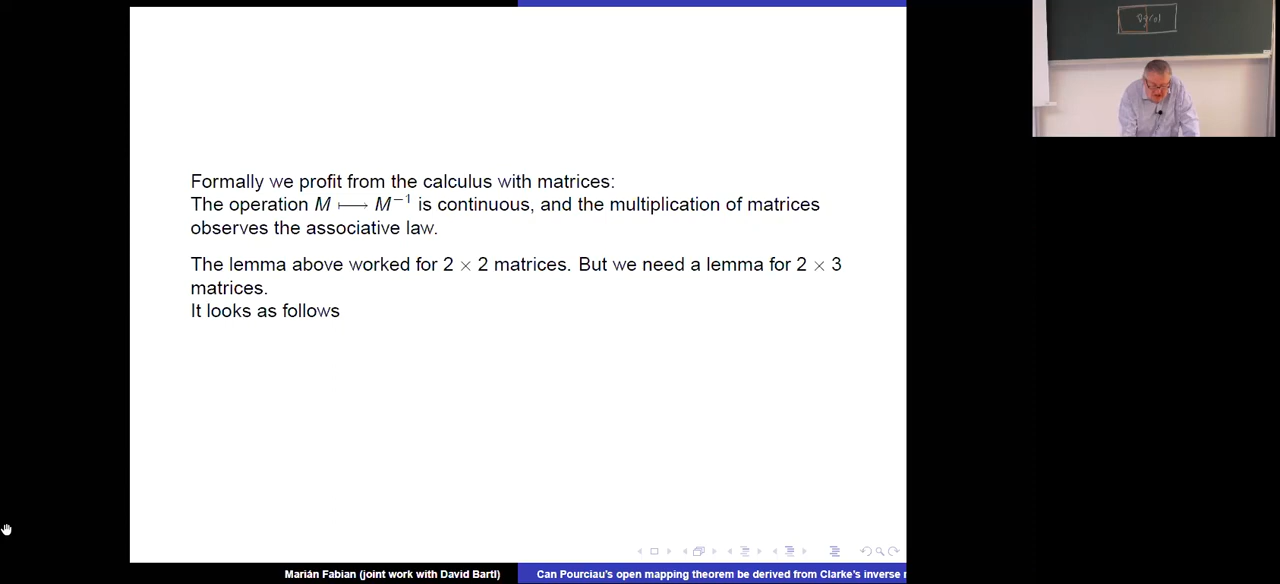 Formally we profit from the calculus with matrices:
The operation M ⟼ M⁻¹ is continuous, and the multiplication of matrices
observes the associative law.
The lemma above worked for 2 × 2 matrices. But we need a lemma for 2 × 3
matrices.
It looks as follows
Marián Fabian (joint work with David Bartl)
Can Pourciau's open mapping theorem be derived from Clarke's inverse